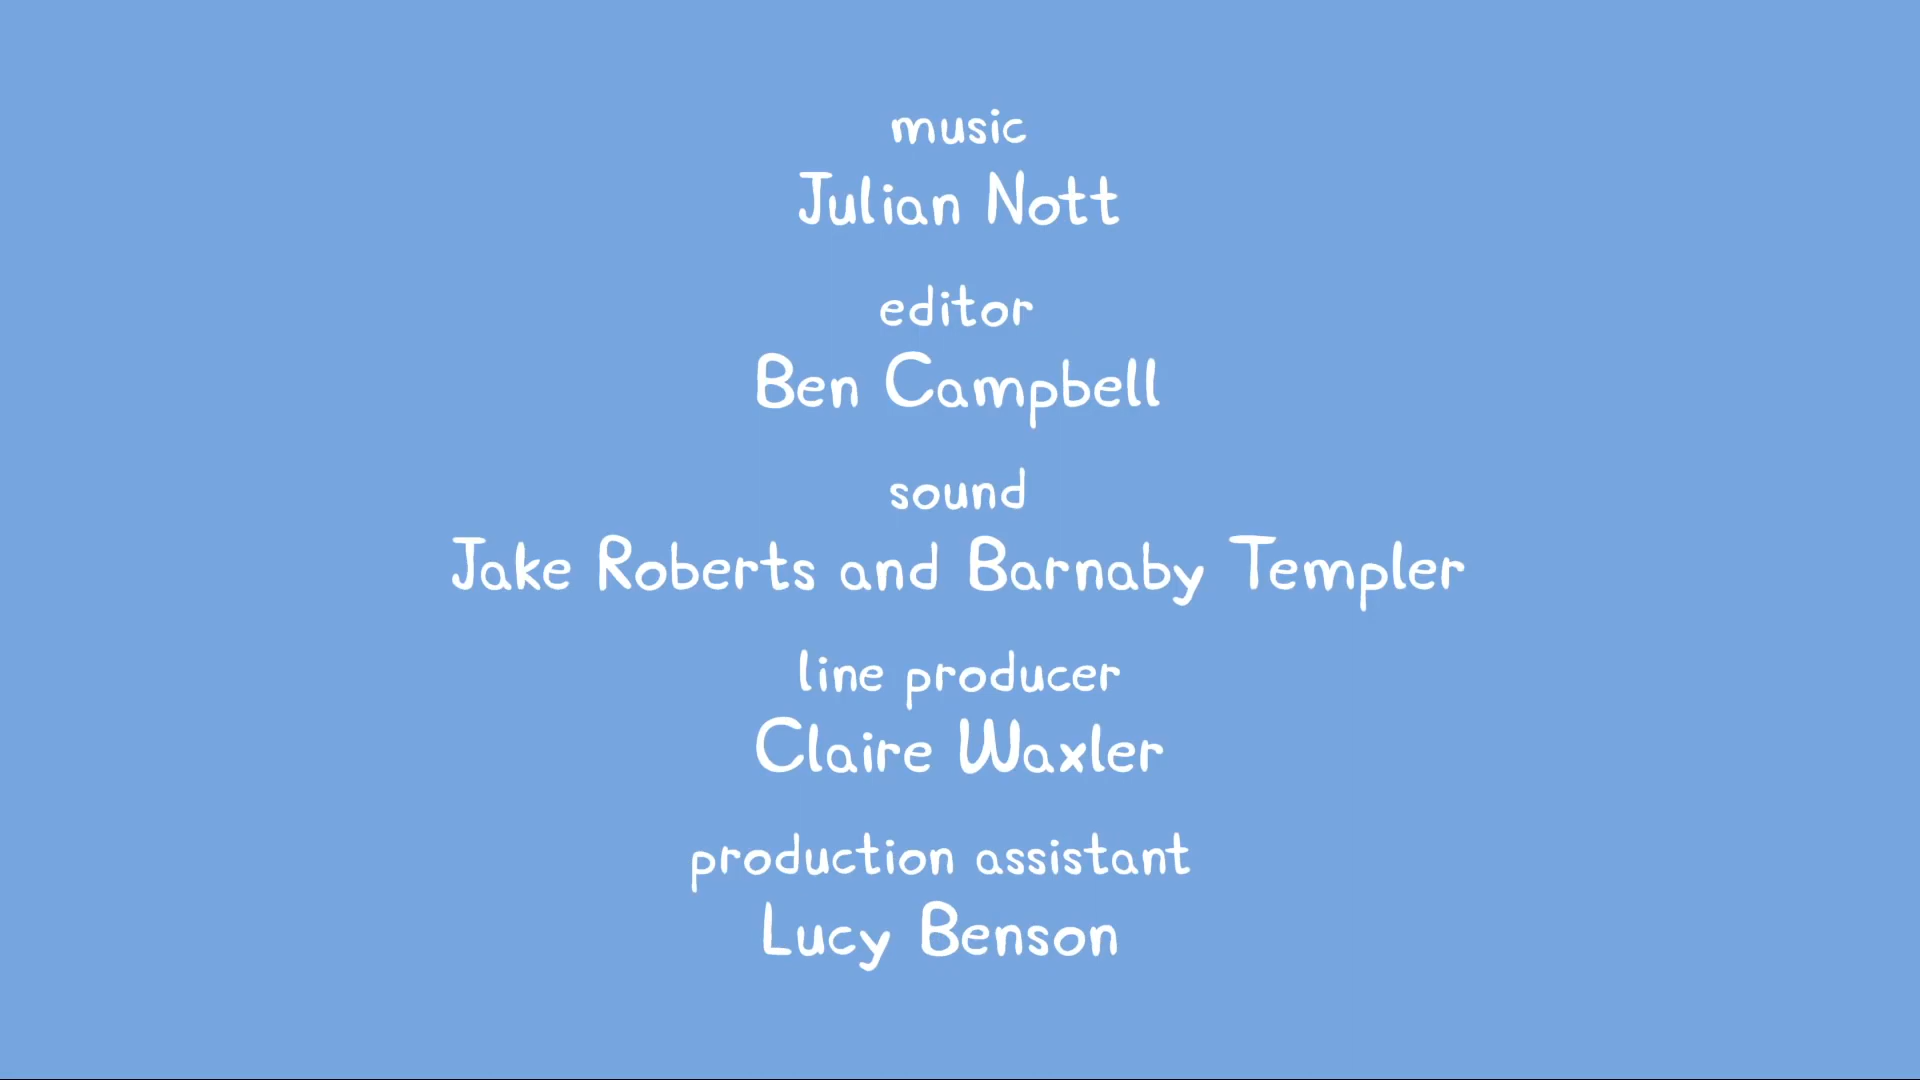 music
Julian Nott
editor
Ben Campbell
sound
Jake Roberts and Barnaby Templer
line producer
Claire Waxler
production assistant
Lucy Benson